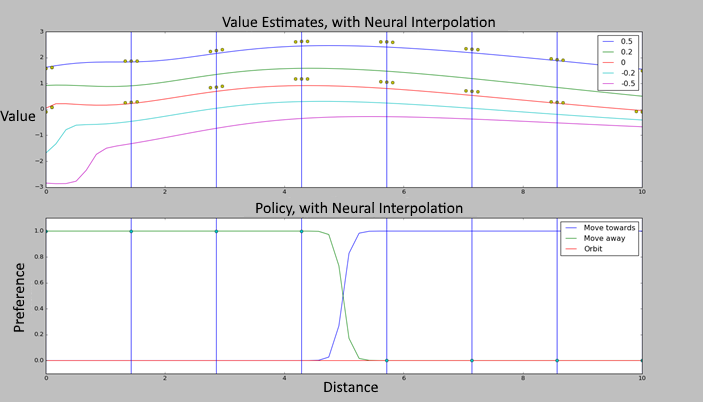 Value Estimates, with Neural Interpolation
3
2
1
0
−1
−2
−3
Value
0.5
0.2
0
-0.2
-0.5
0 2 4 6 8 10
Policy, with Neural Interpolation
1.0
0.8
0.6
0.4
0.2
0.0
Preference
Move towards
Move away
Orbit
0 2 4 6 8 10
Distance